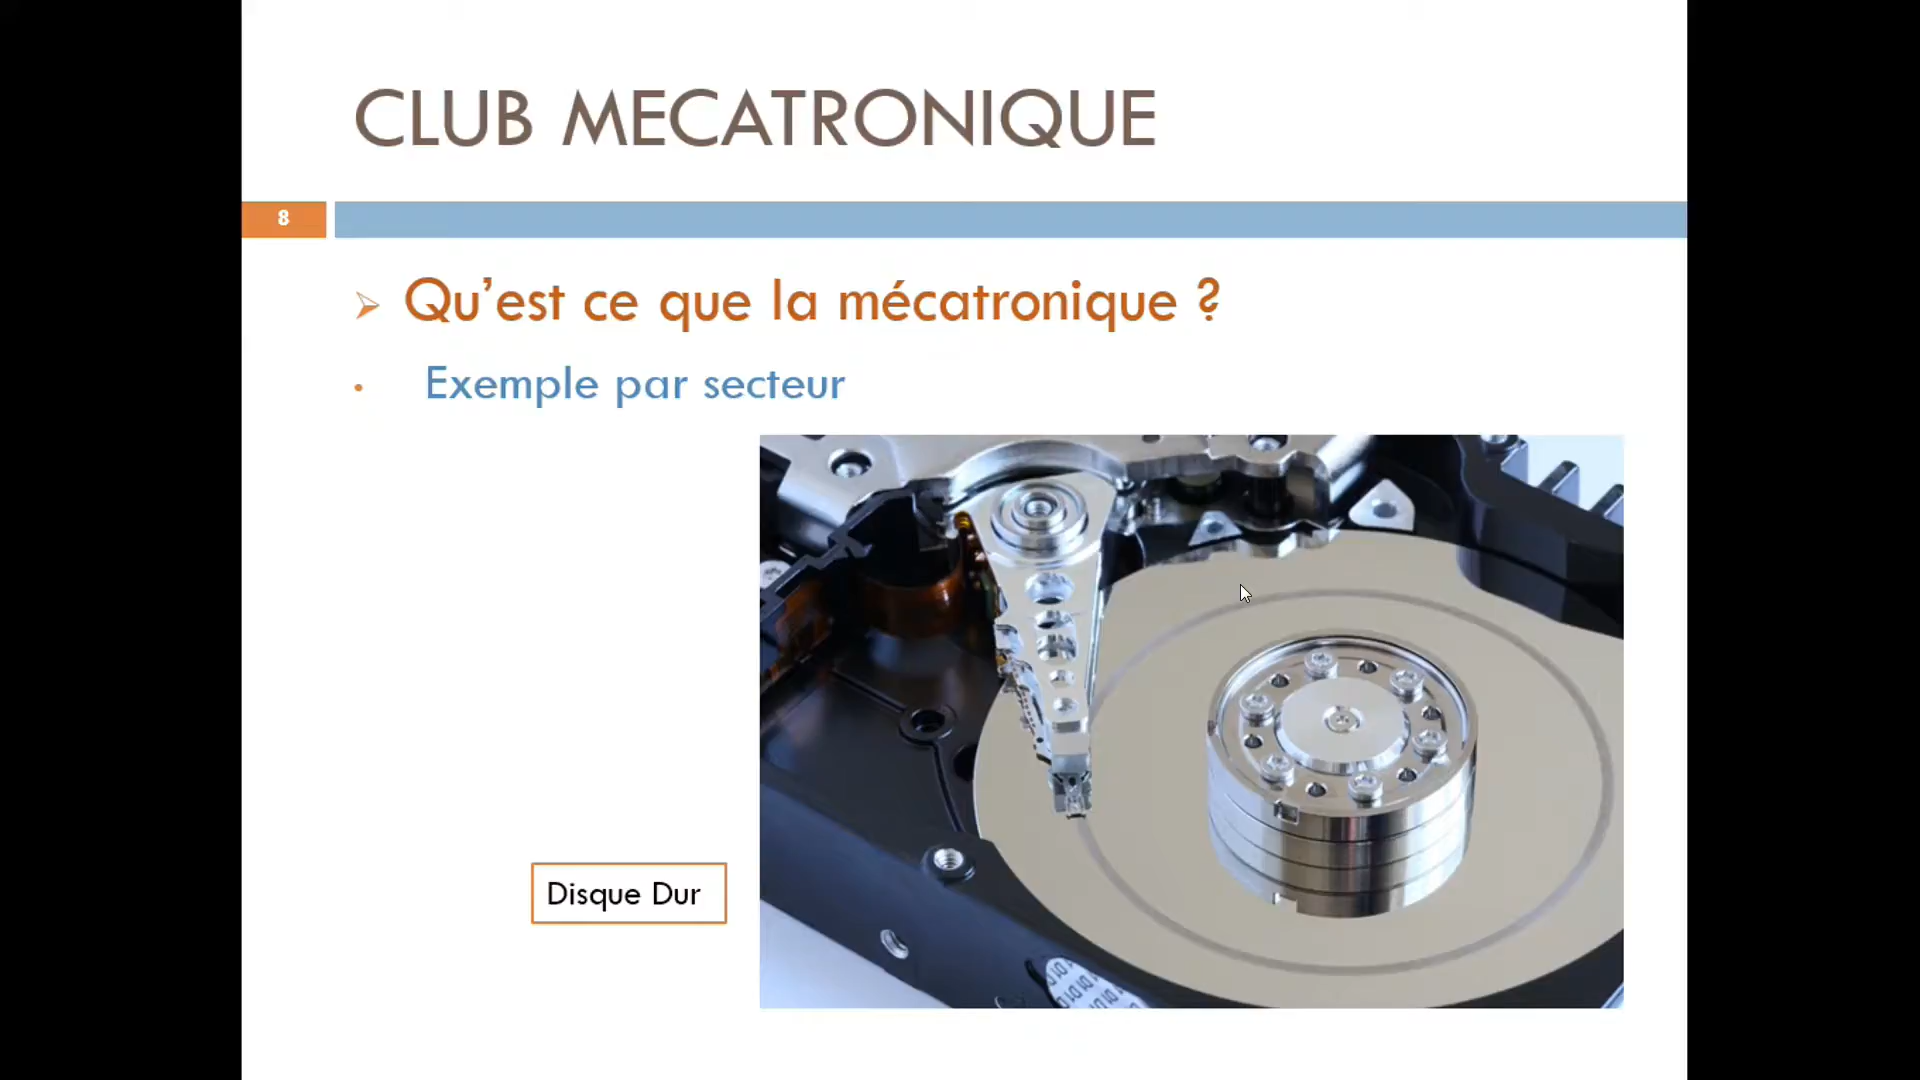 CLUB MECATRONIQUE
8
Qu’est ce que la mécatronique ?
Exemple par secteur
Disque Dur